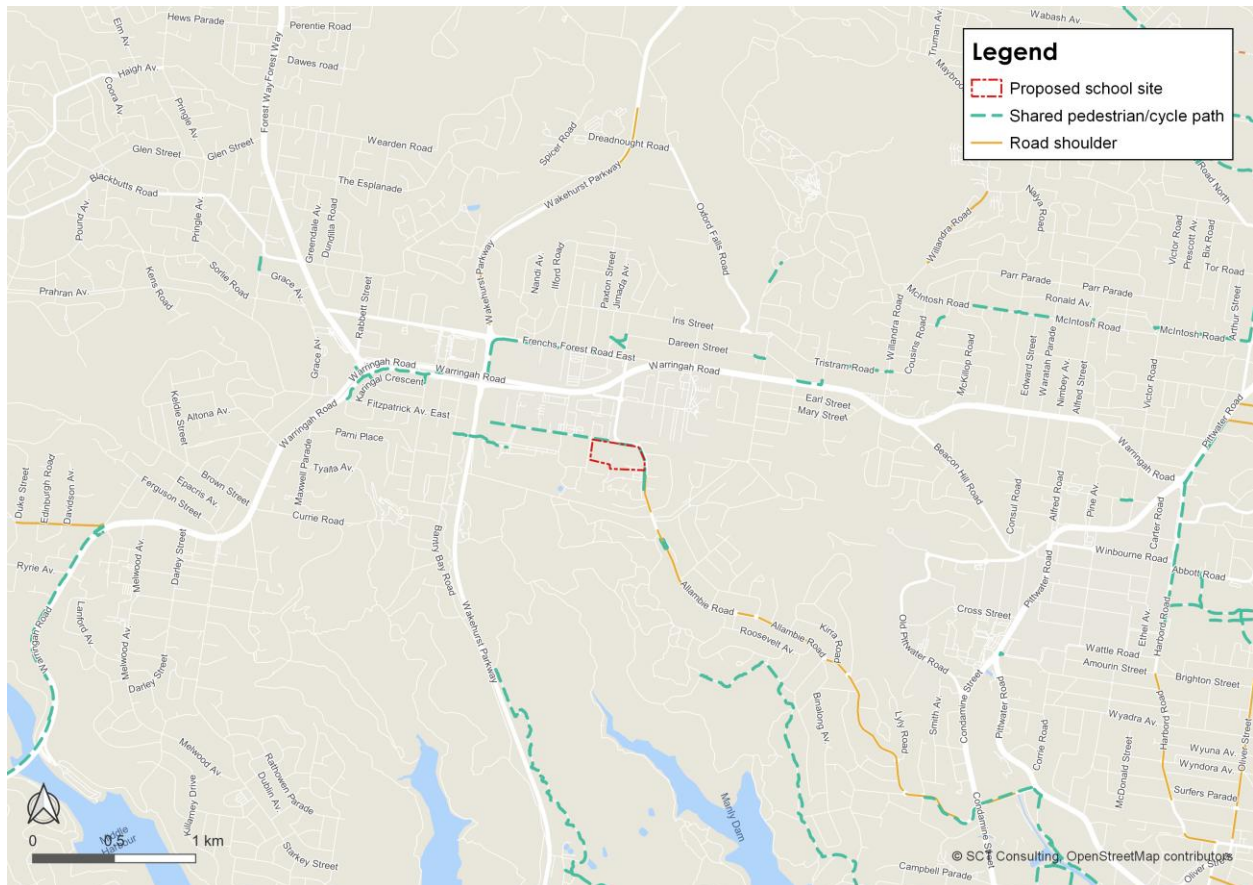 Hews Parade
Perentie Road
Elm Av.
Dawes road
Haigh Av.
Coora Av.
Pringle Av.
Forest Way
Forest Way
Glen Street
Glen Street
Wearden Road
Blackbutts Road
The Esplanade
Pound Av.
Pringle Av.
Greendale Av.
Dundilla Road
Kens Road
Sorlie Road
Grace Av.
Prahran Av.
Rabbett Street
Grace Av.
Spicer Road
Dreadnought Road
Wakehurst Parkway
Oxford Falls Road
Wakehurst Parkway
Nandi Av.
Ilford Road
Paxton Street
Jimada Av.
Iris Street
Frenchs Forest Road East
Dareen Street
Wabash Av.
Truman Av.
Legend
Proposed school site
Shared pedestrian/cycle path
Road shoulder
Road North
Nalya Road
Willandra Road
Victor Road
Prescott Av.
Bix Road
Tor Road
Parr Parade
Parr Parade
Ronald Av.
McIntosh Road
McIntosh Road
McIntosh Road
Arthur Street
Willandra Road
Cousins Road
McKillop Road
Edward Street
Waratah Parade
Nimbey Av.
Alfred Street
Victor Road
Pittwater Road
Warringah Road
Warringah Road
Warringah Road
Tristram Road
Karingal Crescent
Fitzpatrick Av. East
Earl Street
Mary Street
Warringah Road
Warringah Road
Keldie Street
Altona Av.
Pami Place
Maxwell Parade
Tyalla Av.
Currie Road
Brown Street
Epacris Av.
Ferguson Street
Duke Street
Edinburgh Road
Davidson Av.
Beacon Hill Road
Consul Road
Alfred Road
Pine Av.
Carter Road
Winbourne Road
Abbott Road
Pittwater Road
Ryrie Av.
Melwood Av.
Darley Street
Bantry Bay Road
Wakehurst Parkway
Allambie Road
Allambie Road
Roosevelt Av.
Kirra Road
Old Pittwater Road
Cross Street
Ethel Av.
Harbord Road
Wattle Road
Amourin Street
Brighton Street
Lanford Av.
Melwood Av.
Darley Street
Warringah Road
Binalong Av.
Lyly Road
Smith Av.
Condamine Street
Pittwater Road
Corrie Road
Wyadra Av.
Harbord Road
McDonald Street
Wyuna Av.
Wyndora Av.
Surfers Parade
Oliver Street
Melwood Av.
Rathowen Parade
Dublin Av.
Killarney Drive
Starkey Street
Middle
Harbour
Manly Dam
Condamine Street
Campbell Parade
Oliver Street
0 0.5 1 km
© SCT Consulting, OpenStreetMap contributors